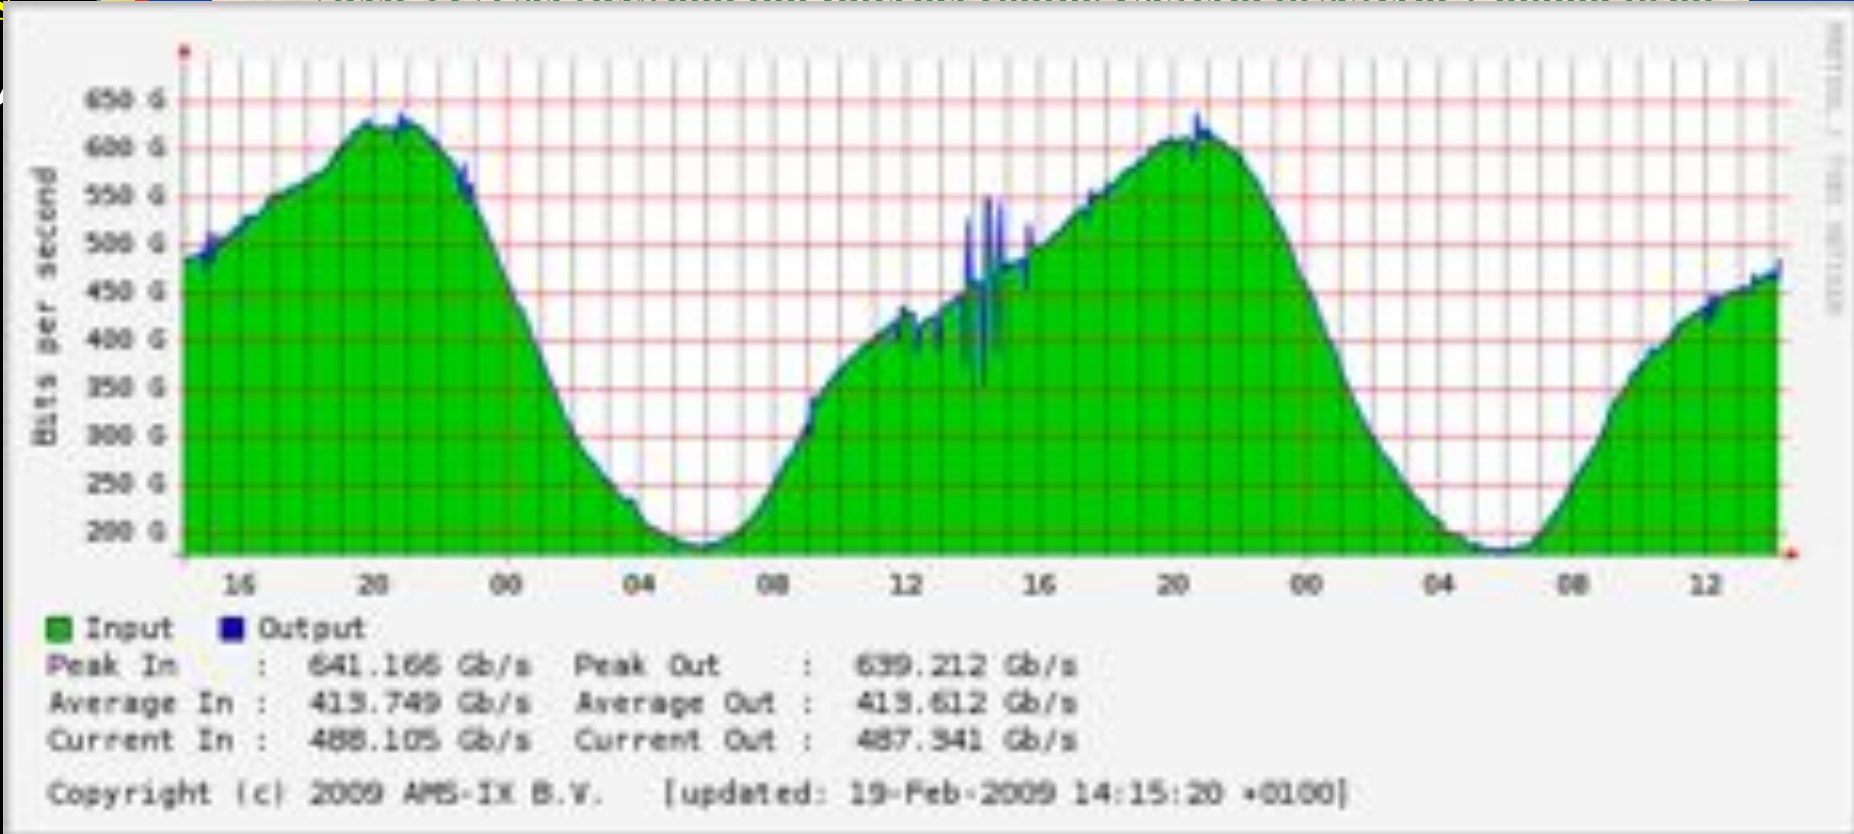 650 G
600 G
550 G
500 G
450 G
400 G
350 G
300 G
250 G
200 G
Bits per second
16 20 00 04 08 12 16 20 00 04 08 12
Input Output
Peak In : 641.166 Gb/s Peak Out : 639.212 Gb/s
Average In : 413.749 Gb/s Average Out : 413.612 Gb/s
Current In : 488.105 Gb/s Current Out : 487.341 Gb/s
Copyright (c) 2009 AMS-IX B.V. [updated: 19-Feb-2009 14:15:20 +0100]